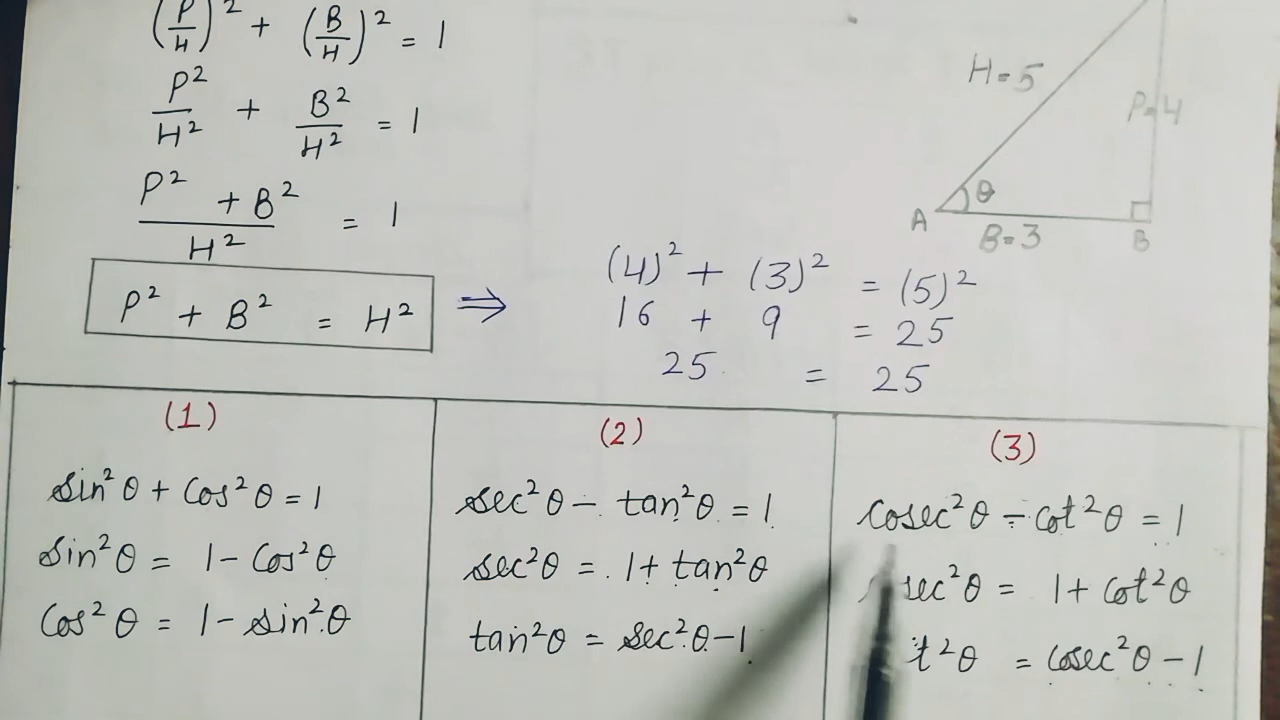 (P/H)² + (B/H)² = 1
P²/H² + B²/H² = 1
P² + B²/H² = 1
P² + B² = H² ⇒
(4)² + (3)² = (5)²
16 + 9 = 25
25 = 25
H=5
P=4
θ
A
B=3
B
(1)
sin²θ + cos²θ = 1
sin²θ = 1 - cos²θ
cos²θ = 1 - sin²θ
(2)
sec²θ - tan²θ = 1
sec²θ = 1 + tan²θ
tan²θ = sec²θ - 1
(3)
cosec²θ - cot²θ = 1
sec²θ = 1 + cot²θ
t²θ = cosec²θ - 1